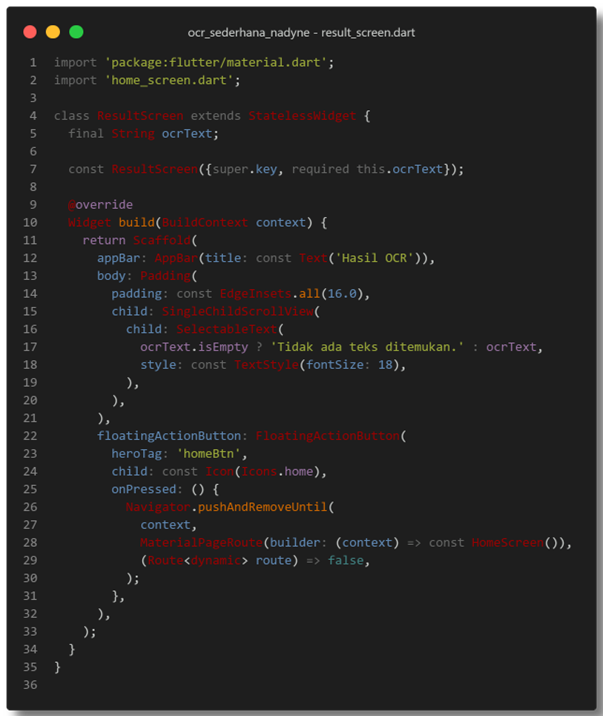 ocr_sederhana_nadyne - result_screen.dart
1 import 'package:flutter/material.dart';
2 import 'home_screen.dart';
3
4 class ResultScreen extends StatelessWidget {
5   final String ocrText;
6
7   const ResultScreen({super.key, required this.ocrText});
8
9   @override
10   Widget build(BuildContext context) {
11     return Scaffold(
12       appBar: AppBar(title: const Text('Hasil OCR')),
13       body: Padding(
14         padding: const EdgeInsets.all(16.0),
15         child: SingleChildScrollView(
16           child: SelectableText(
17             ocrText.isEmpty ? 'Tidak ada teks ditemukan.' : ocrText,
18             style: const TextStyle(fontSize: 18),
19           ),
20         ),
21       ),
22       floatingActionButton: FloatingActionButton(
23         heroTag: 'homeBtn',
24         child: const Icon(Icons.home),
25         onPressed: () {
26           Navigator.pushAndRemoveUntil(
27             context,
28             MaterialPageRoute(builder: (context) => const HomeScreen()),
29             (Route<dynamic> route) => false,
30           );
31         },
32       ),
33     );
34   }
35 }
36